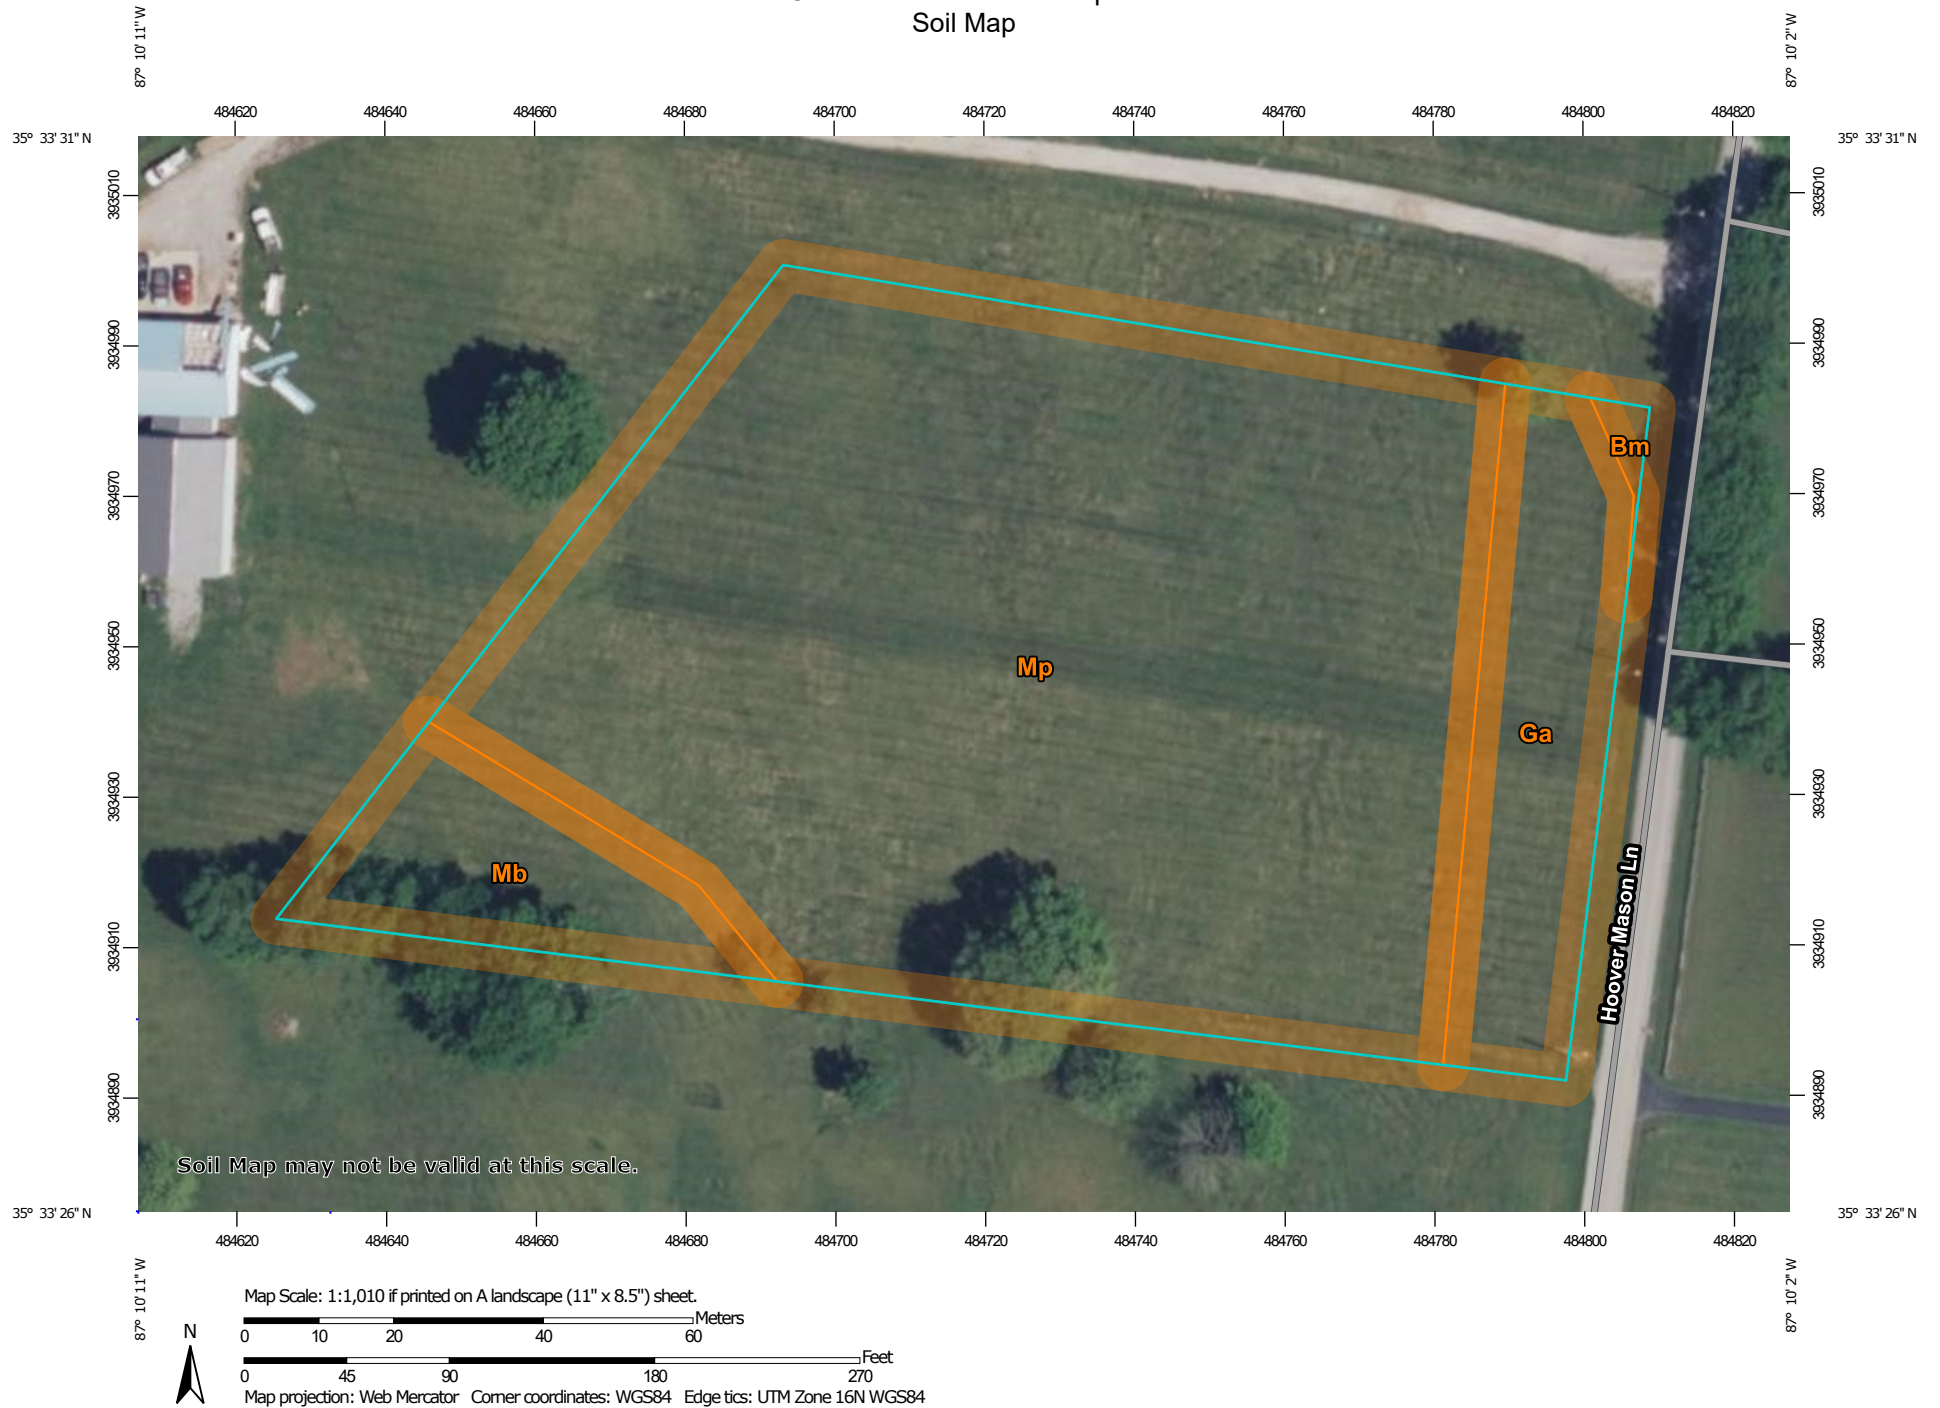 Soil Map
87° 10' 11" W
87° 10' 2" W
484620 484640 484660 484680 484700 484720 484740 484760 484780 484800 484820
35° 33' 31" N
35° 33' 31" N
3935010
3934990
3934970
3934950
3934930
3934910
3934890
3935010
3934990
3934970
3934950
3934930
3934910
3934890
Bm
Mp
Ga
Mb
Hoover Mason Ln
Soil Map may not be valid at this scale.
35° 33' 26" N
35° 33' 26" N
484620 484640 484660 484680 484700 484720 484740 484760 484780 484800 484820
87° 10' 11" W
87° 10' 2" W
Map Scale: 1:1,010 if printed on A landscape (11" x 8.5") sheet.
Meters
0 10 20 40 60
N
Feet
0 45 90 180 270
Map projection: Web Mercator Corner coordinates: WGS84 Edge tics: UTM Zone 16N WGS84